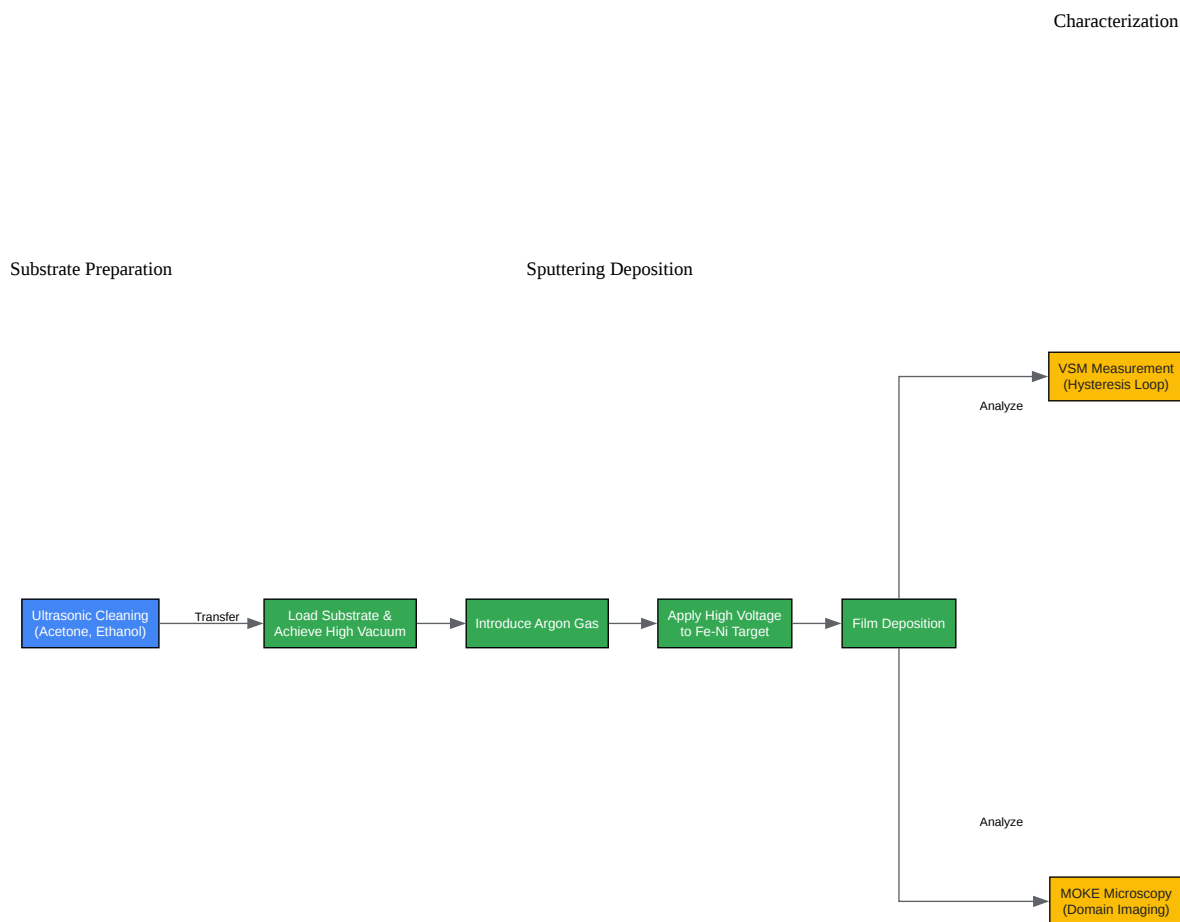 Characterization
Substrate Preparation
Sputtering Deposition
VSM Measurement
(Hysteresis Loop)
Analyze
Ultrasonic Cleaning
(Acetone, Ethanol)
Transfer
Load Substrate &
Achieve High Vacuum
Introduce Argon Gas
Apply High Voltage
to Fe-Ni Target
Film Deposition
Analyze
MOKE Microscopy
(Domain Imaging)